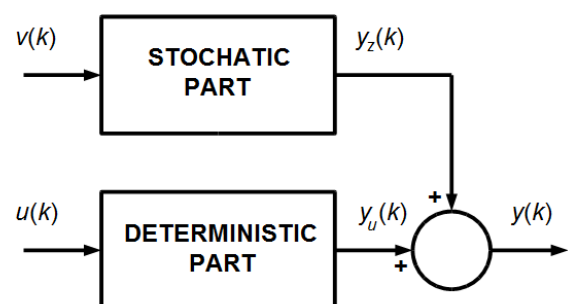 v(k)
STOCHATIC
PART
y_z(k)
+
u(k)
DETERMINISTIC
PART
y_u(k)
+
y(k)